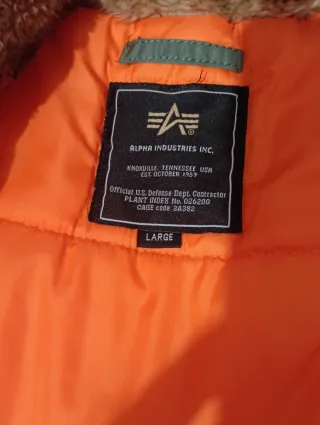 ALPHA INDUSTRIES INC.
KNOXVILLE, TENNESSEE USA
EST. OCTOBER 1959
Official U.S. Defense Dept. Contractor
PLANT INDEX No. 026200
CAGE code 3A382
LARGE